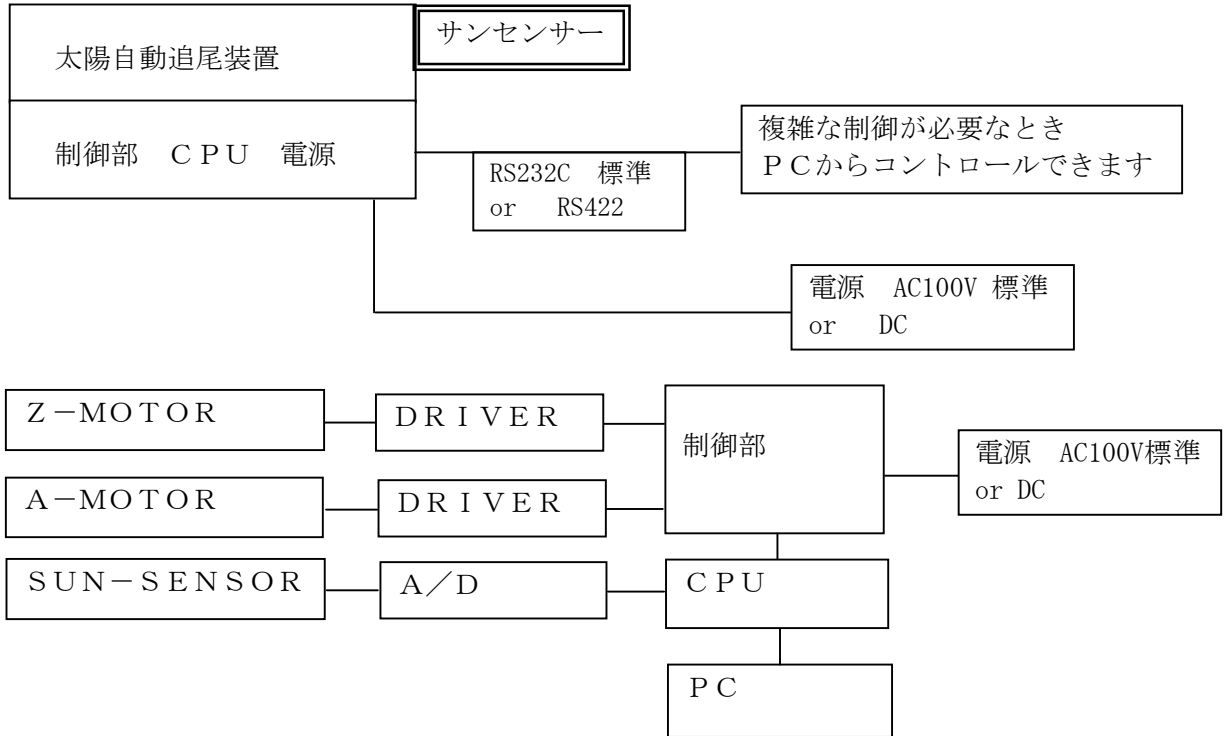 サンセンサー
太陽自動追尾装置
制御部　ＣＰＵ　電源
複雑な制御が必要なとき
ＰＣからコントロールできます
RS232C　標準
or　　RS422
電源　AC100V 標準
or　　DC
Ｚ－MOTOR
ＤＲＩＶＥＲ
制御部
電源　AC100V標準
or DC
Ａ－MOTOR
ＤＲＩＶＥＲ
ＳＵＮ－ＳＥＮＳＯＲ
Ａ／Ｄ
ＣＰＵ
ＰＣ